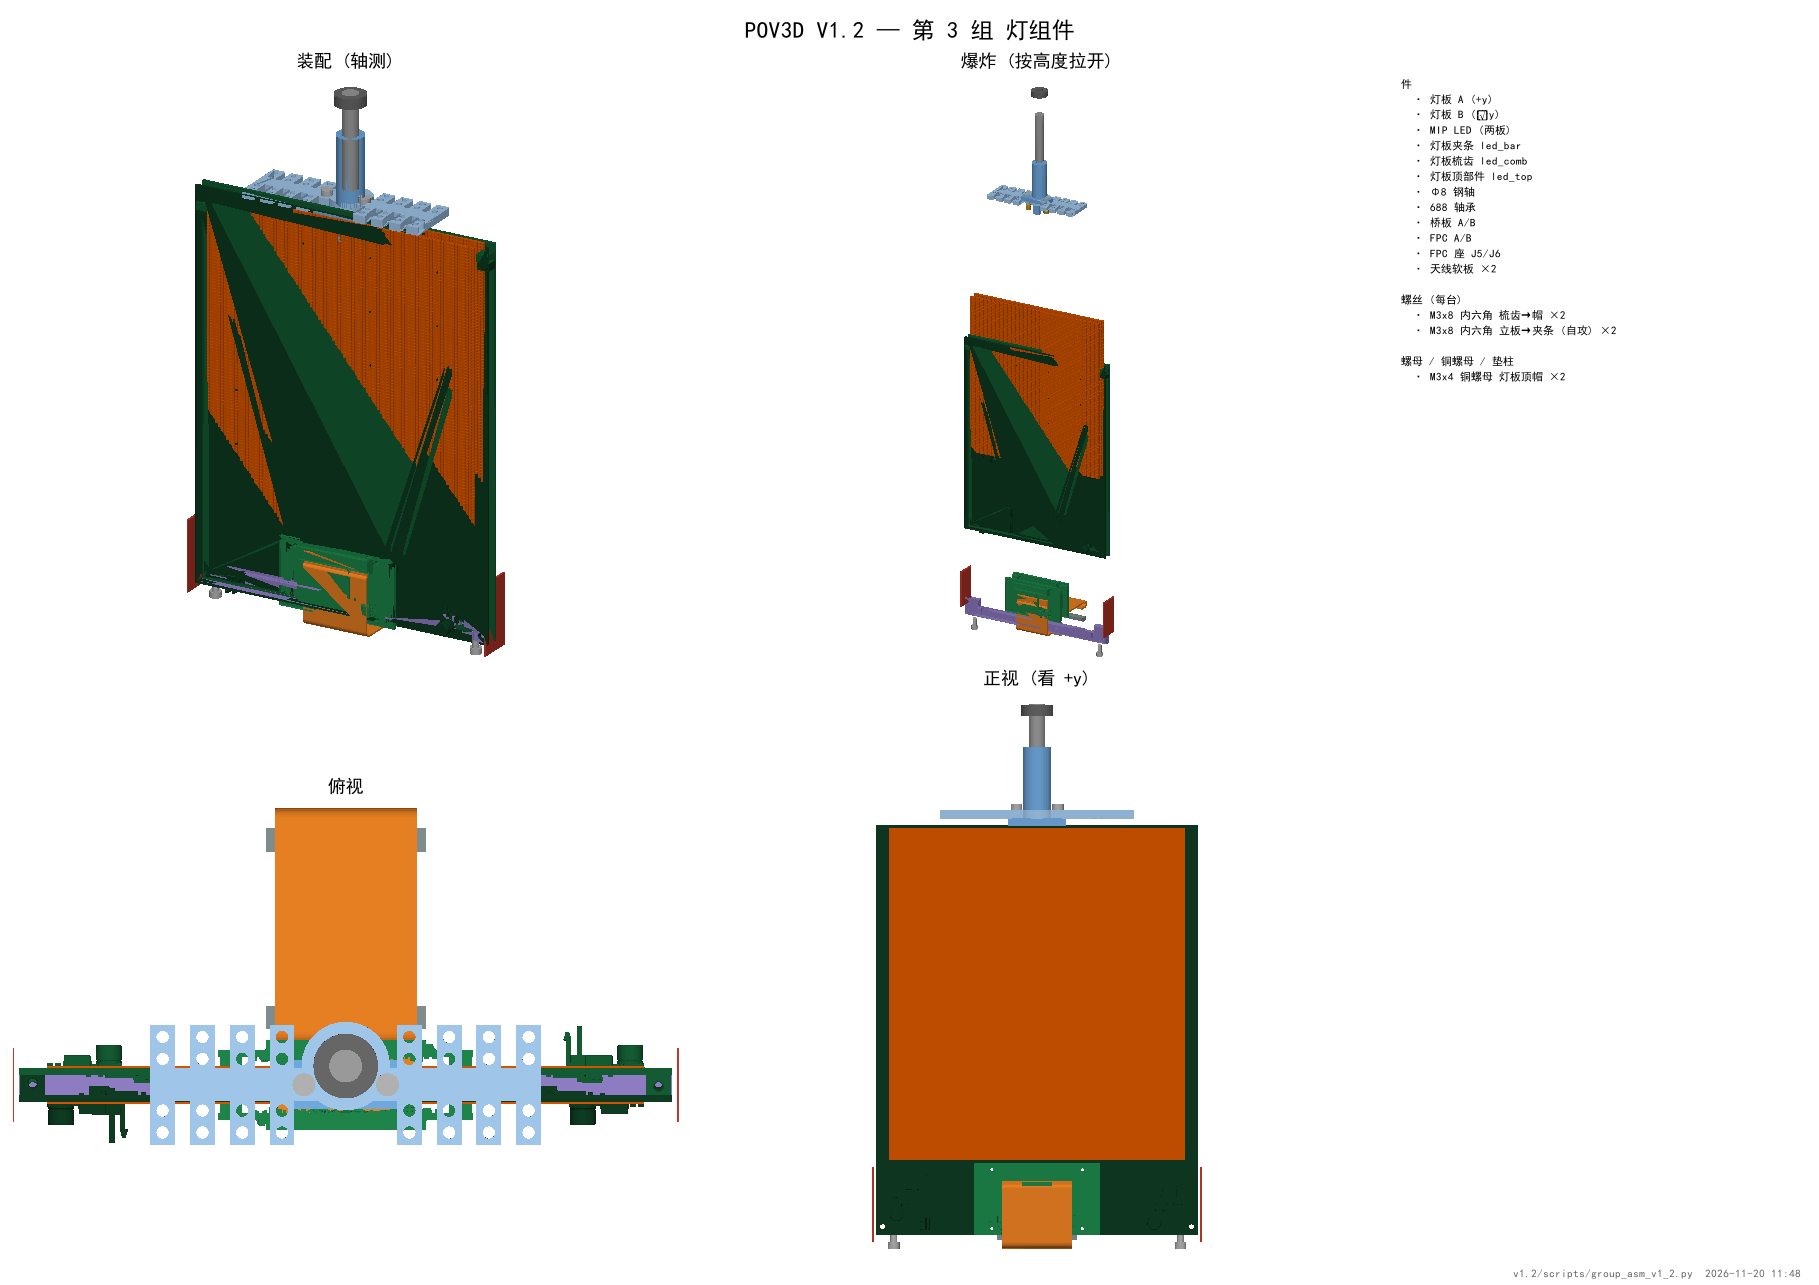 POV3D V1.2 — 第 3 组 灯组件
装配 (轴测)
爆炸 (按高度拉开)
件
· 灯板 A (+y)
· 灯板 B (y)
· MIP LED (两板)
· 灯板夹条 led_bar
· 灯板梳齿 led_comb
· 灯板顶部件 led_top
· Φ8 钢轴
· 688 轴承
· 桥板 A/B
· FPC A/B
· FPC 座 J5/J6
· 天线软板 ×2
螺丝 (每台)
· M3x8 内六角 梳齿→帽 ×2
· M3x8 内六角 立板→夹条 (自攻) ×2
螺母 / 铜螺母 / 垫柱
· M3x4 铜螺母 灯板顶帽 ×2
正视 (看 +y)
俯视
v1.2/scripts/group_asm_v1_2.py 2026-11-20 11:48